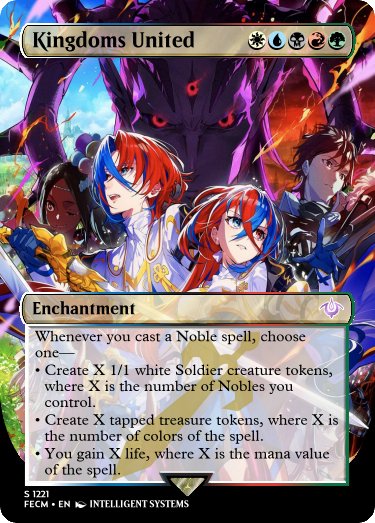 Kingdoms United
Enchantment
Whenever you cast a Noble spell, choose
one—
• Create X 1/1 white Soldier creature tokens,
where X is the number of Nobles you
control.
• Create X tapped treasure tokens, where X is
the number of colors of the spell.
• You gain X life, where X is the mana value
of the spell.
S 1221
FECM • EN INTELLIGENT SYSTEMS